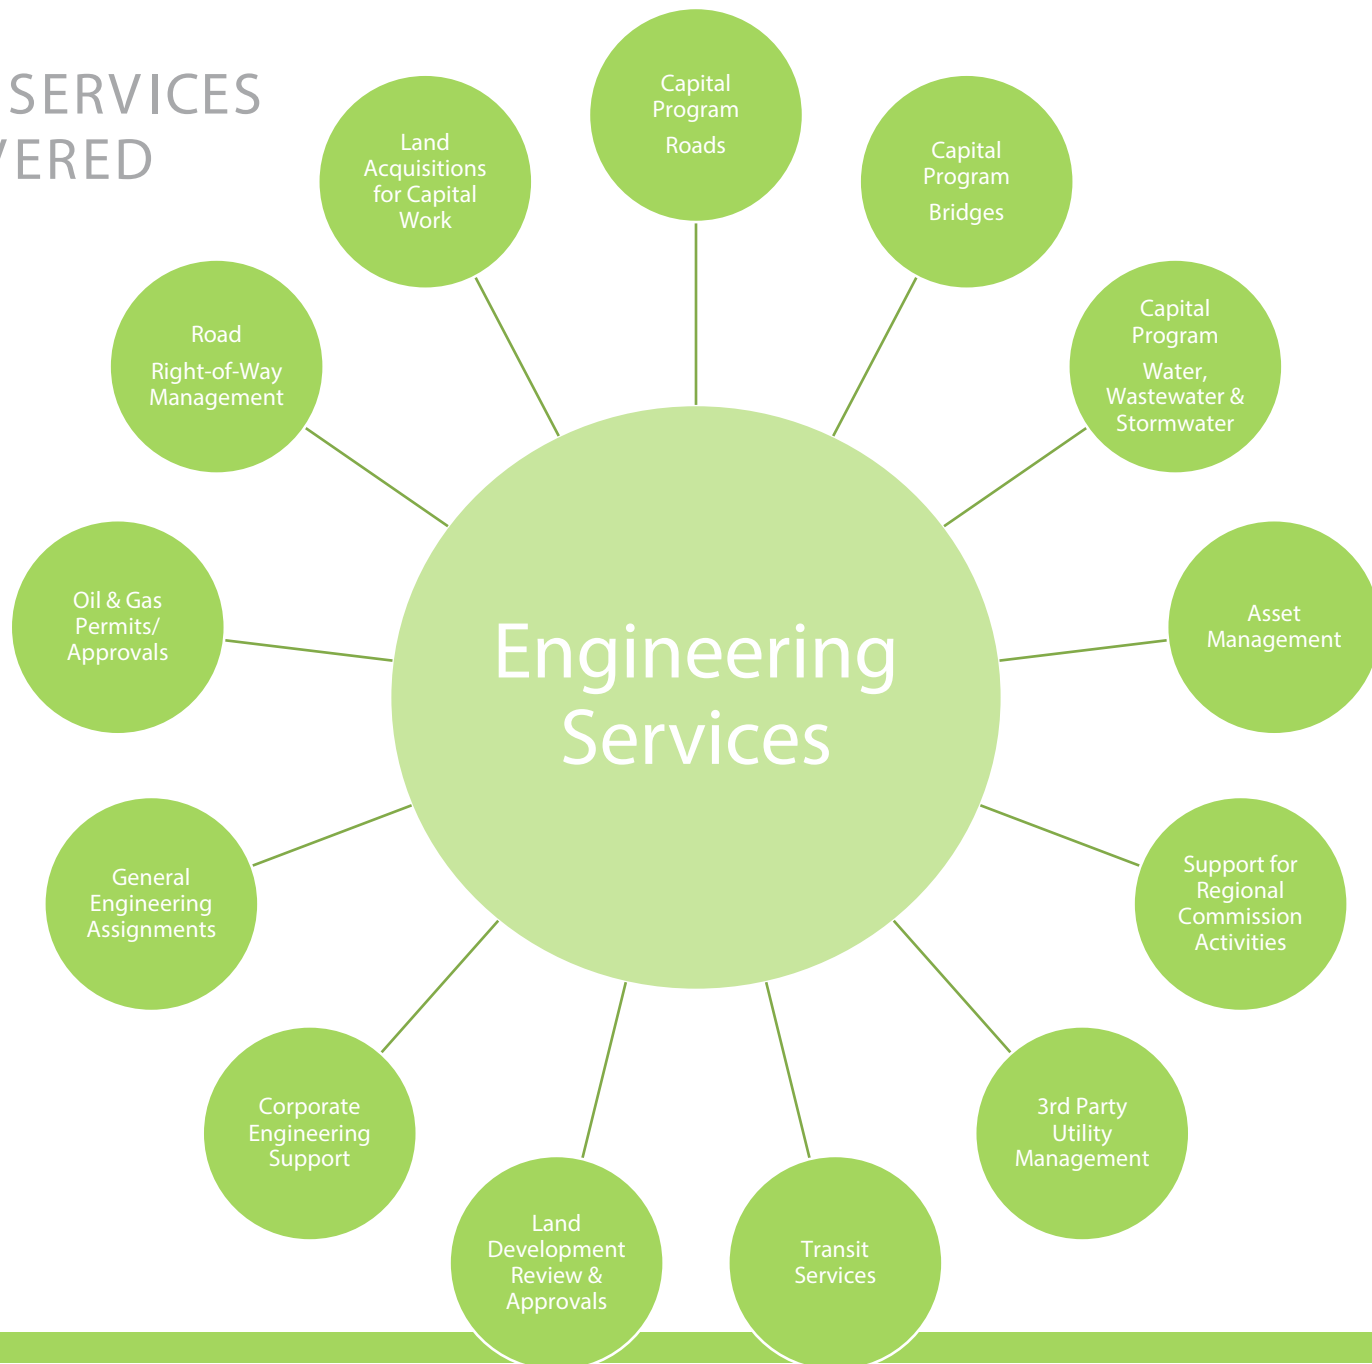 SERVICES
VERED
Capital
Program
Roads
Capital
Program
Bridges
Capital
Program
Water,
Wastewater &
Stormwater
Asset
Management
Support for
Regional
Commission
Activities
3rd Party
Utility
Management
Transit
Services
Land
Development
Review &
Approvals
Corporate
Engineering
Support
General
Engineering
Assignments
Oil & Gas
Permits/
Approvals
Road
Right-of-Way
Management
Land
Acquisitions
for Capital
Work
Engineering
Services